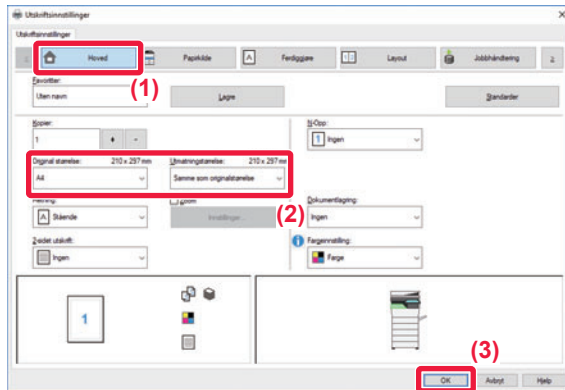 Utskriftsinnstillinger
Utskriftsinnstillinger
Hoved Papirkilde Ferdiggjøre Layout Jobbhåndtering 2
(1)
Favoritter:
Uten navn Lagre Standarder
Kopier: N-Opp:
1 + - 1 Ingen
Original størrelse: 210 x 297 mm Utmatningstørrelse: 210 x 297 mm
A4 Samme som originalstørrelse
(2)
Retning: Zoom Dokumentlagring:
A Stående Innstillinger... Ingen
2-sidet utskrift: Fargeinnstilling:
Ingen Farge
1
(3)
OK Avbryt Hjelp